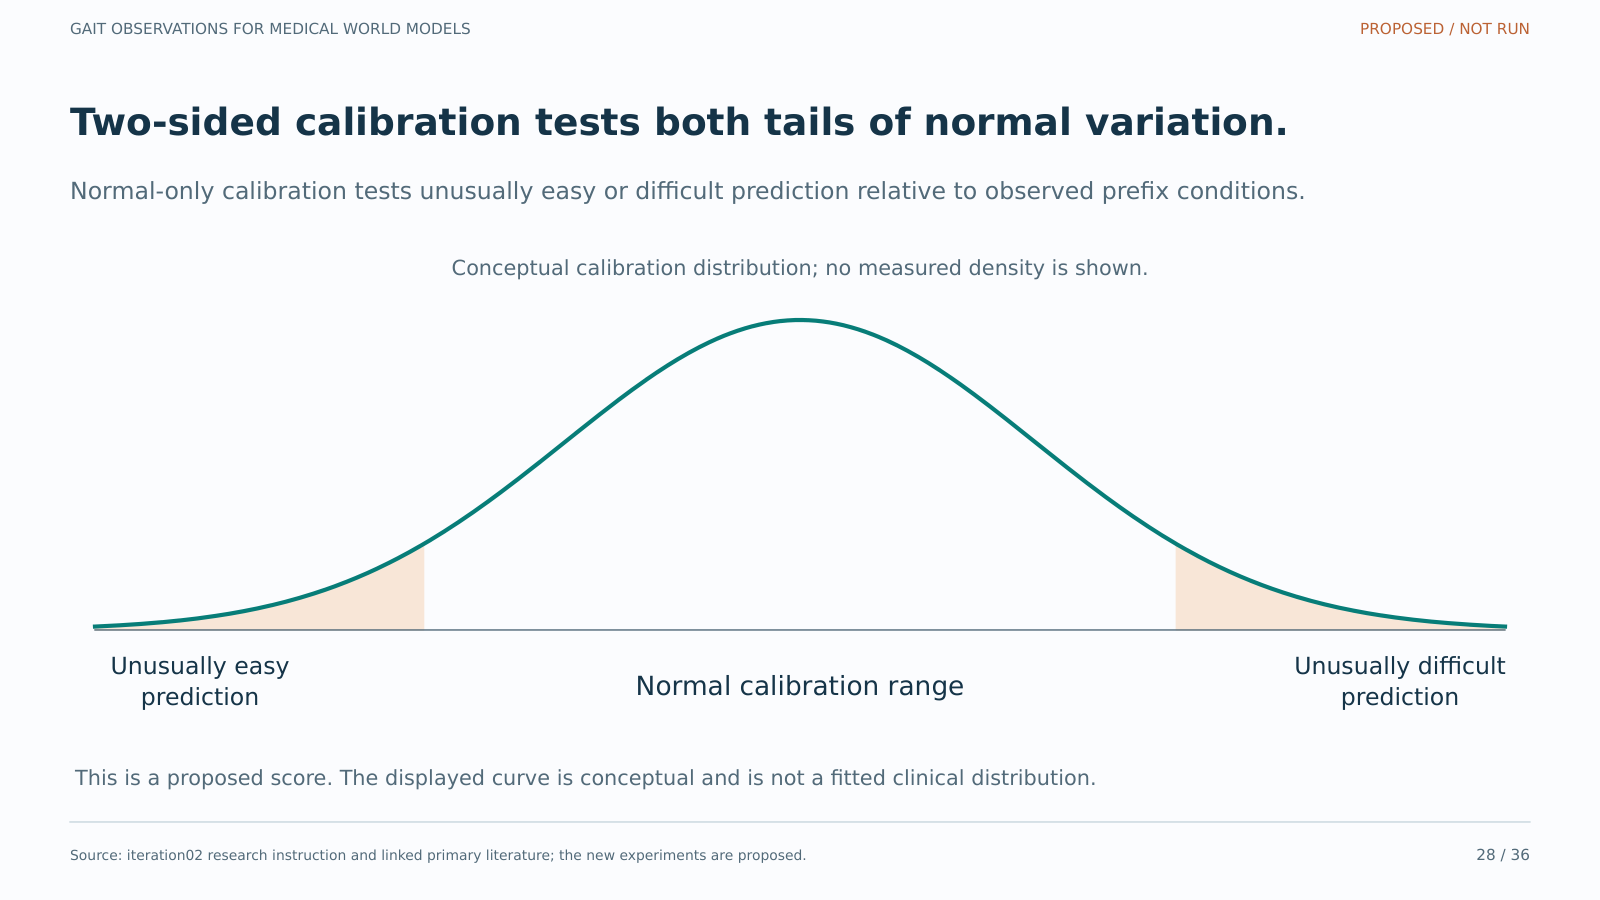 GAIT OBSERVATIONS FOR MEDICAL WORLD MODELS
PROPOSED / NOT RUN
Two-sided calibration tests both tails of normal variation.
Normal-only calibration tests unusually easy or difficult prediction relative to observed prefix conditions.
Conceptual calibration distribution; no measured density is shown.
Unusually easy
prediction
Normal calibration range
Unusually difficult
prediction
This is a proposed score. The displayed curve is conceptual and is not a fitted clinical distribution.
Source: iteration02 research instruction and linked primary literature; the new experiments are proposed.
28 / 36